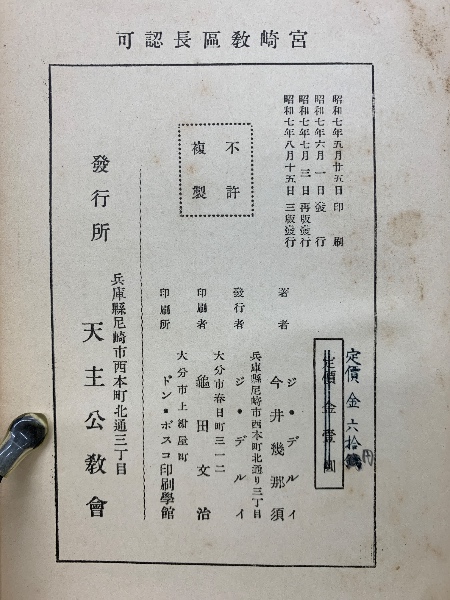 宮崎敎區長認可
昭和七年五月廿五日印刷
昭和七年六月一日發行
昭和七年七月三日再版發行
昭和七年八月十五日三版發行
不許
複製
定價金六拾錢
円
定價金壹圓
著者
ジ・デルイ
今井幾那須
兵庫縣尼崎市西本町北通り三丁目
發行者
ジ・デルイ
大分市春日町三一二
印刷者
龜田文治
大分市上紺屋町
印刷所
ドン・ボスコ印刷學館
兵庫縣尼崎市西本町北通三丁目
發行所
天主公敎會